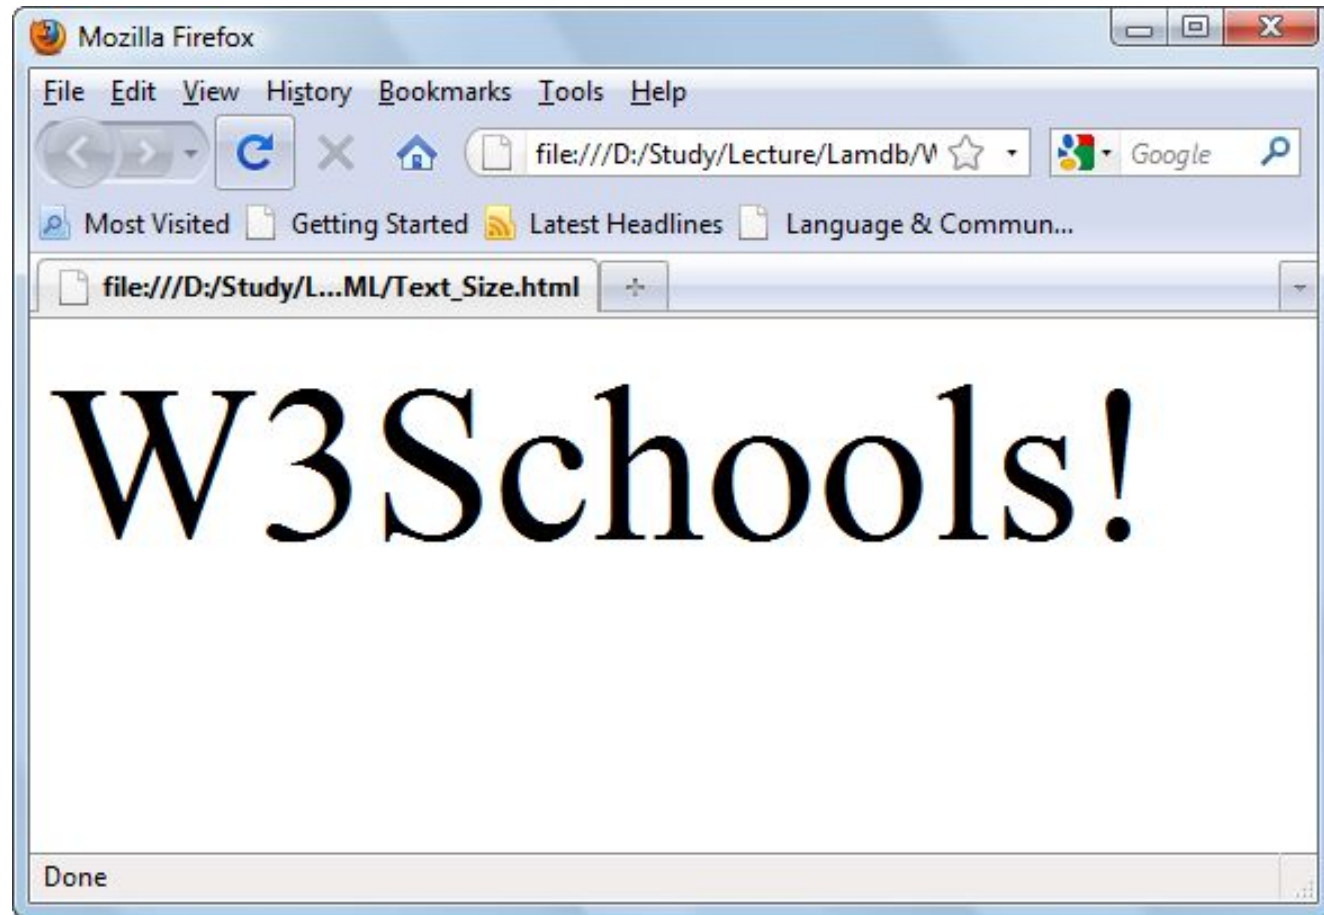 Mozilla Firefox
File Edit View History Bookmarks Tools Help
file:///D:/Study/Lecture/Lamdb/W Google
Most Visited Getting Started Latest Headlines Language & Commun...
file:///D:/Study/L...ML/Text_Size.html
W3Schools!
Done